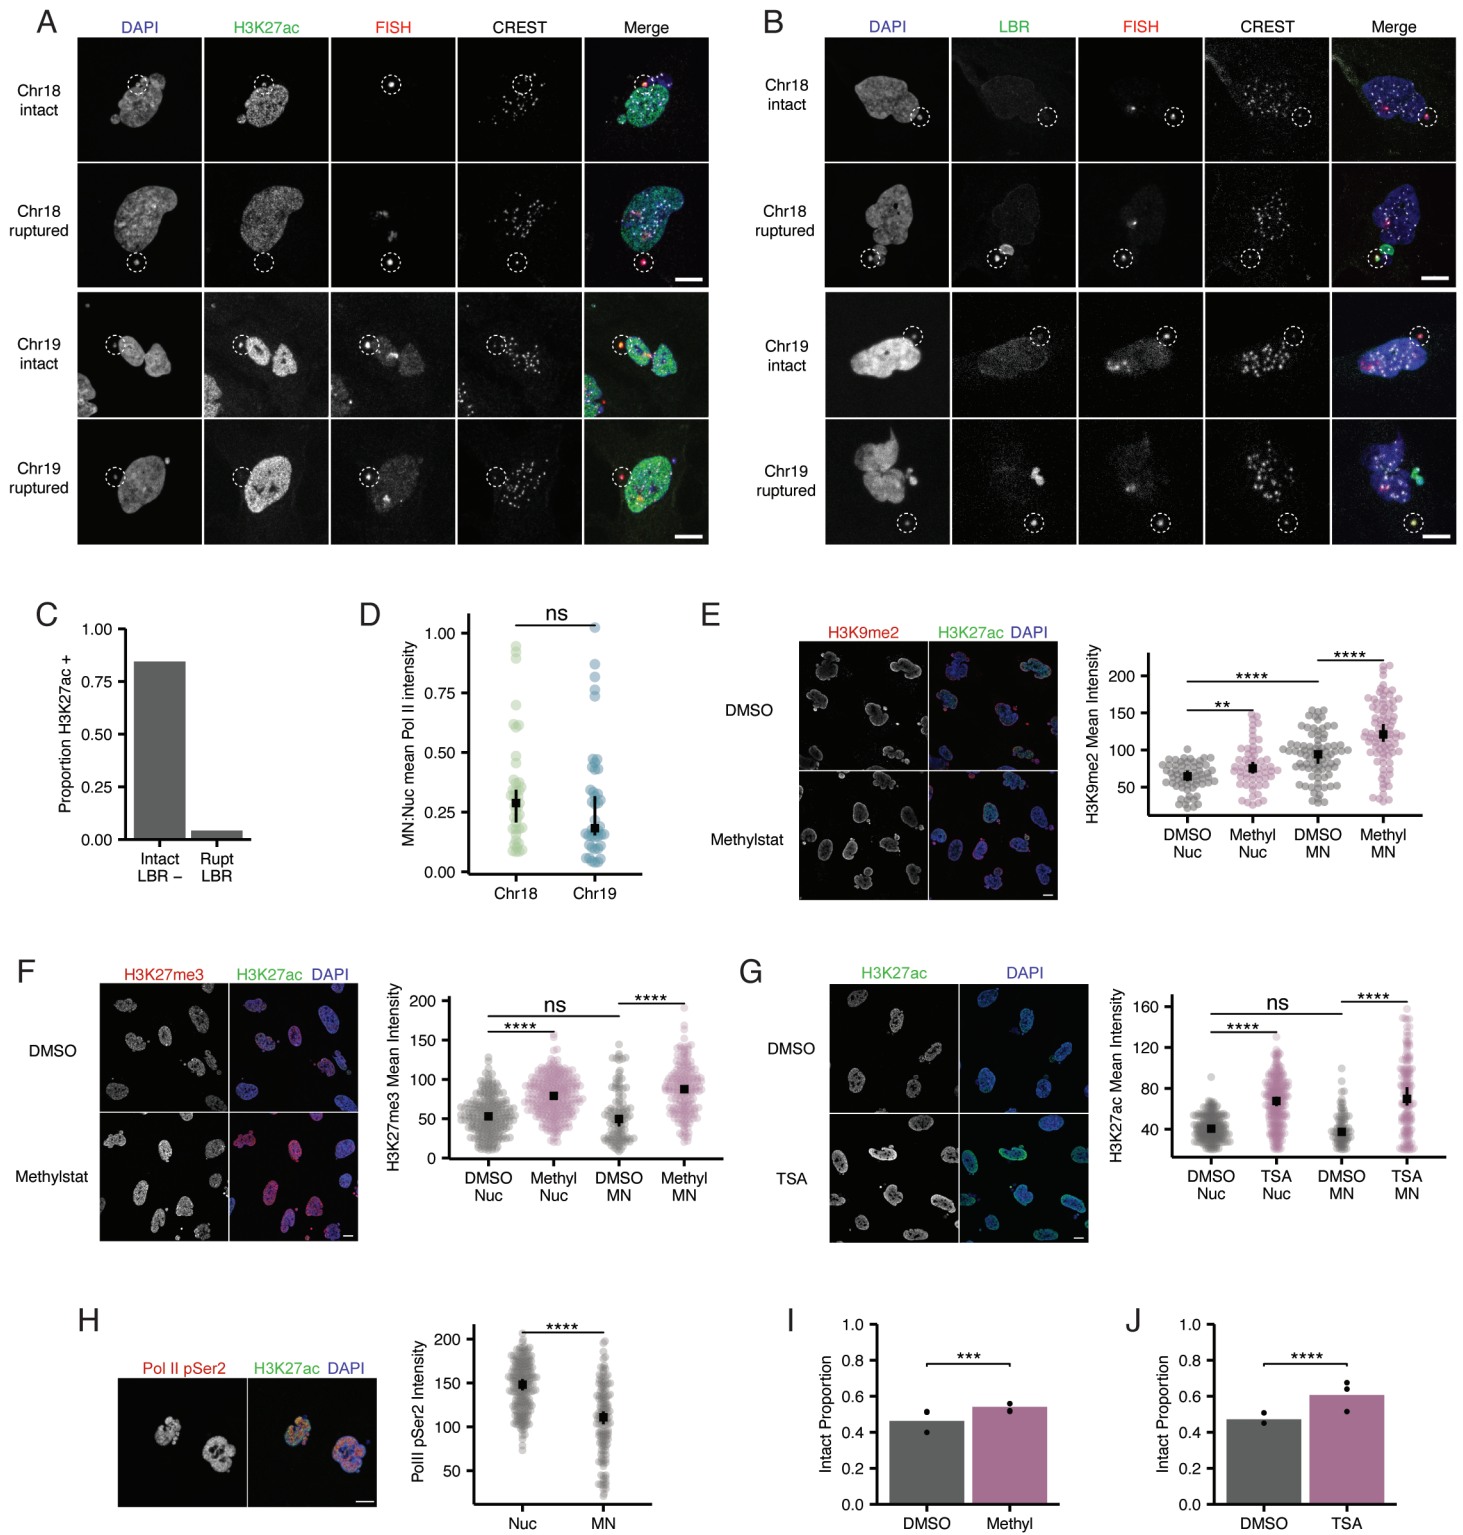 A
DAPI H3K27ac FISH CREST Merge
Chr18
intact
Chr18
ruptured
Chr19
intact
Chr19
ruptured
B
DAPI LBR FISH CREST Merge
Chr18
intact
Chr18
ruptured
Chr19
intact
Chr19
ruptured
C
Proportion H3K27ac +
1.00
0.75
0.50
0.25
0.00
Intact Rupt
LBR – LBR
D
MN:Nuc mean Pol II intensity
ns
1.00
0.75
0.50
0.25
0.00
Chr18 Chr19
E
H3K9me2 H3K27ac DAPI
DMSO
Methylstat
H3K9me2 Mean Intensity
200
150
100
50
****
****
**
DMSO Methyl DMSO Methyl
Nuc Nuc MN MN
F
H3K27me3 H3K27ac DAPI
DMSO
Methylstat
H3K27me3 Mean Intensity
200
150
100
50
0
ns
****
****
DMSO Methyl DMSO Methyl
Nuc Nuc MN MN
G
H3K27ac DAPI
DMSO
TSA
H3K27ac Mean Intensity
160
120
80
40
ns
****
****
DMSO TSA DMSO TSA
Nuc Nuc MN MN
H
Pol II pSer2 H3K27ac DAPI
PolII pSer2 Intensity
200
150
100
50
****
Nuc MN
I
Intact Proportion
1.0
0.8
0.6
0.4
0.2
0.0
***
DMSO Methyl
J
Intact Proportion
1.0
0.8
0.6
0.4
0.2
0.0
****
DMSO TSA